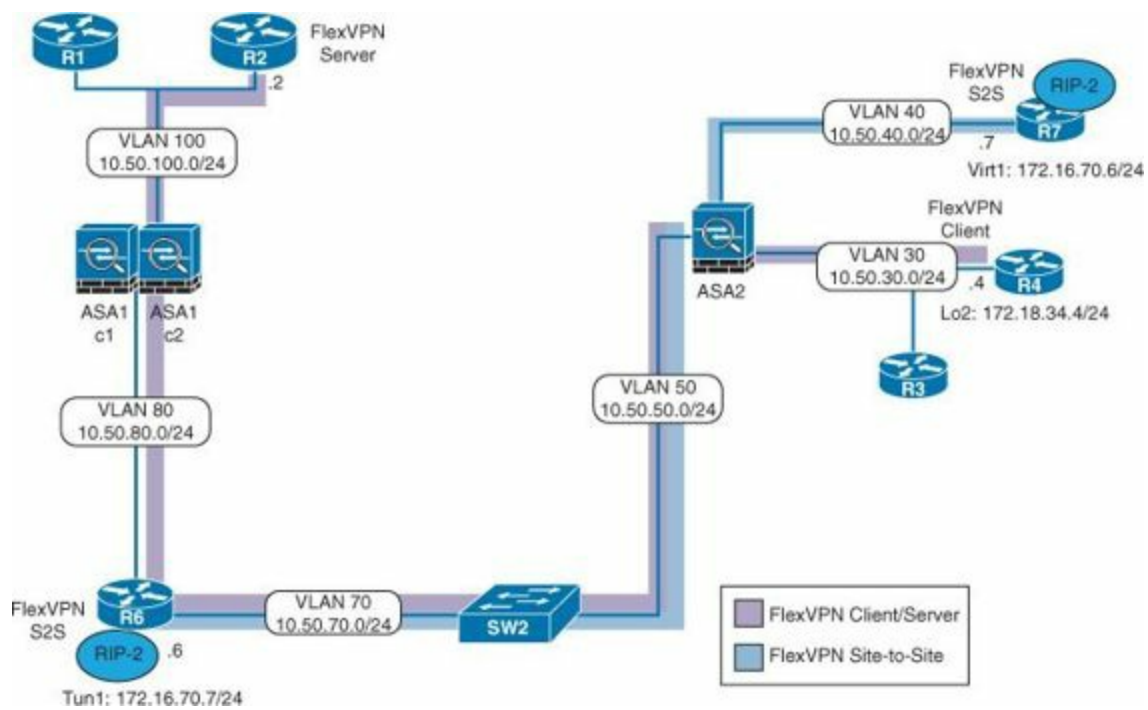 R1
R2
FlexVPN
Server
.2
VLAN 100
10.50.100.0/24
ASA1
c1
ASA1
c2
VLAN 80
10.50.80.0/24
FlexVPN
S2S
R6
RIP-2
.6
Tun1: 172.16.70.7/24
VLAN 70
10.50.70.0/24
SW2
VLAN 50
10.50.50.0/24
ASA2
VLAN 40
10.50.40.0/24
FlexVPN
S2S
RIP-2
R7
.7
Virt1: 172.16.70.6/24
FlexVPN
Client
VLAN 30
10.50.30.0/24
.4
R4
Lo2: 172.18.34.4/24
R3
FlexVPN Client/Server
FlexVPN Site-to-Site